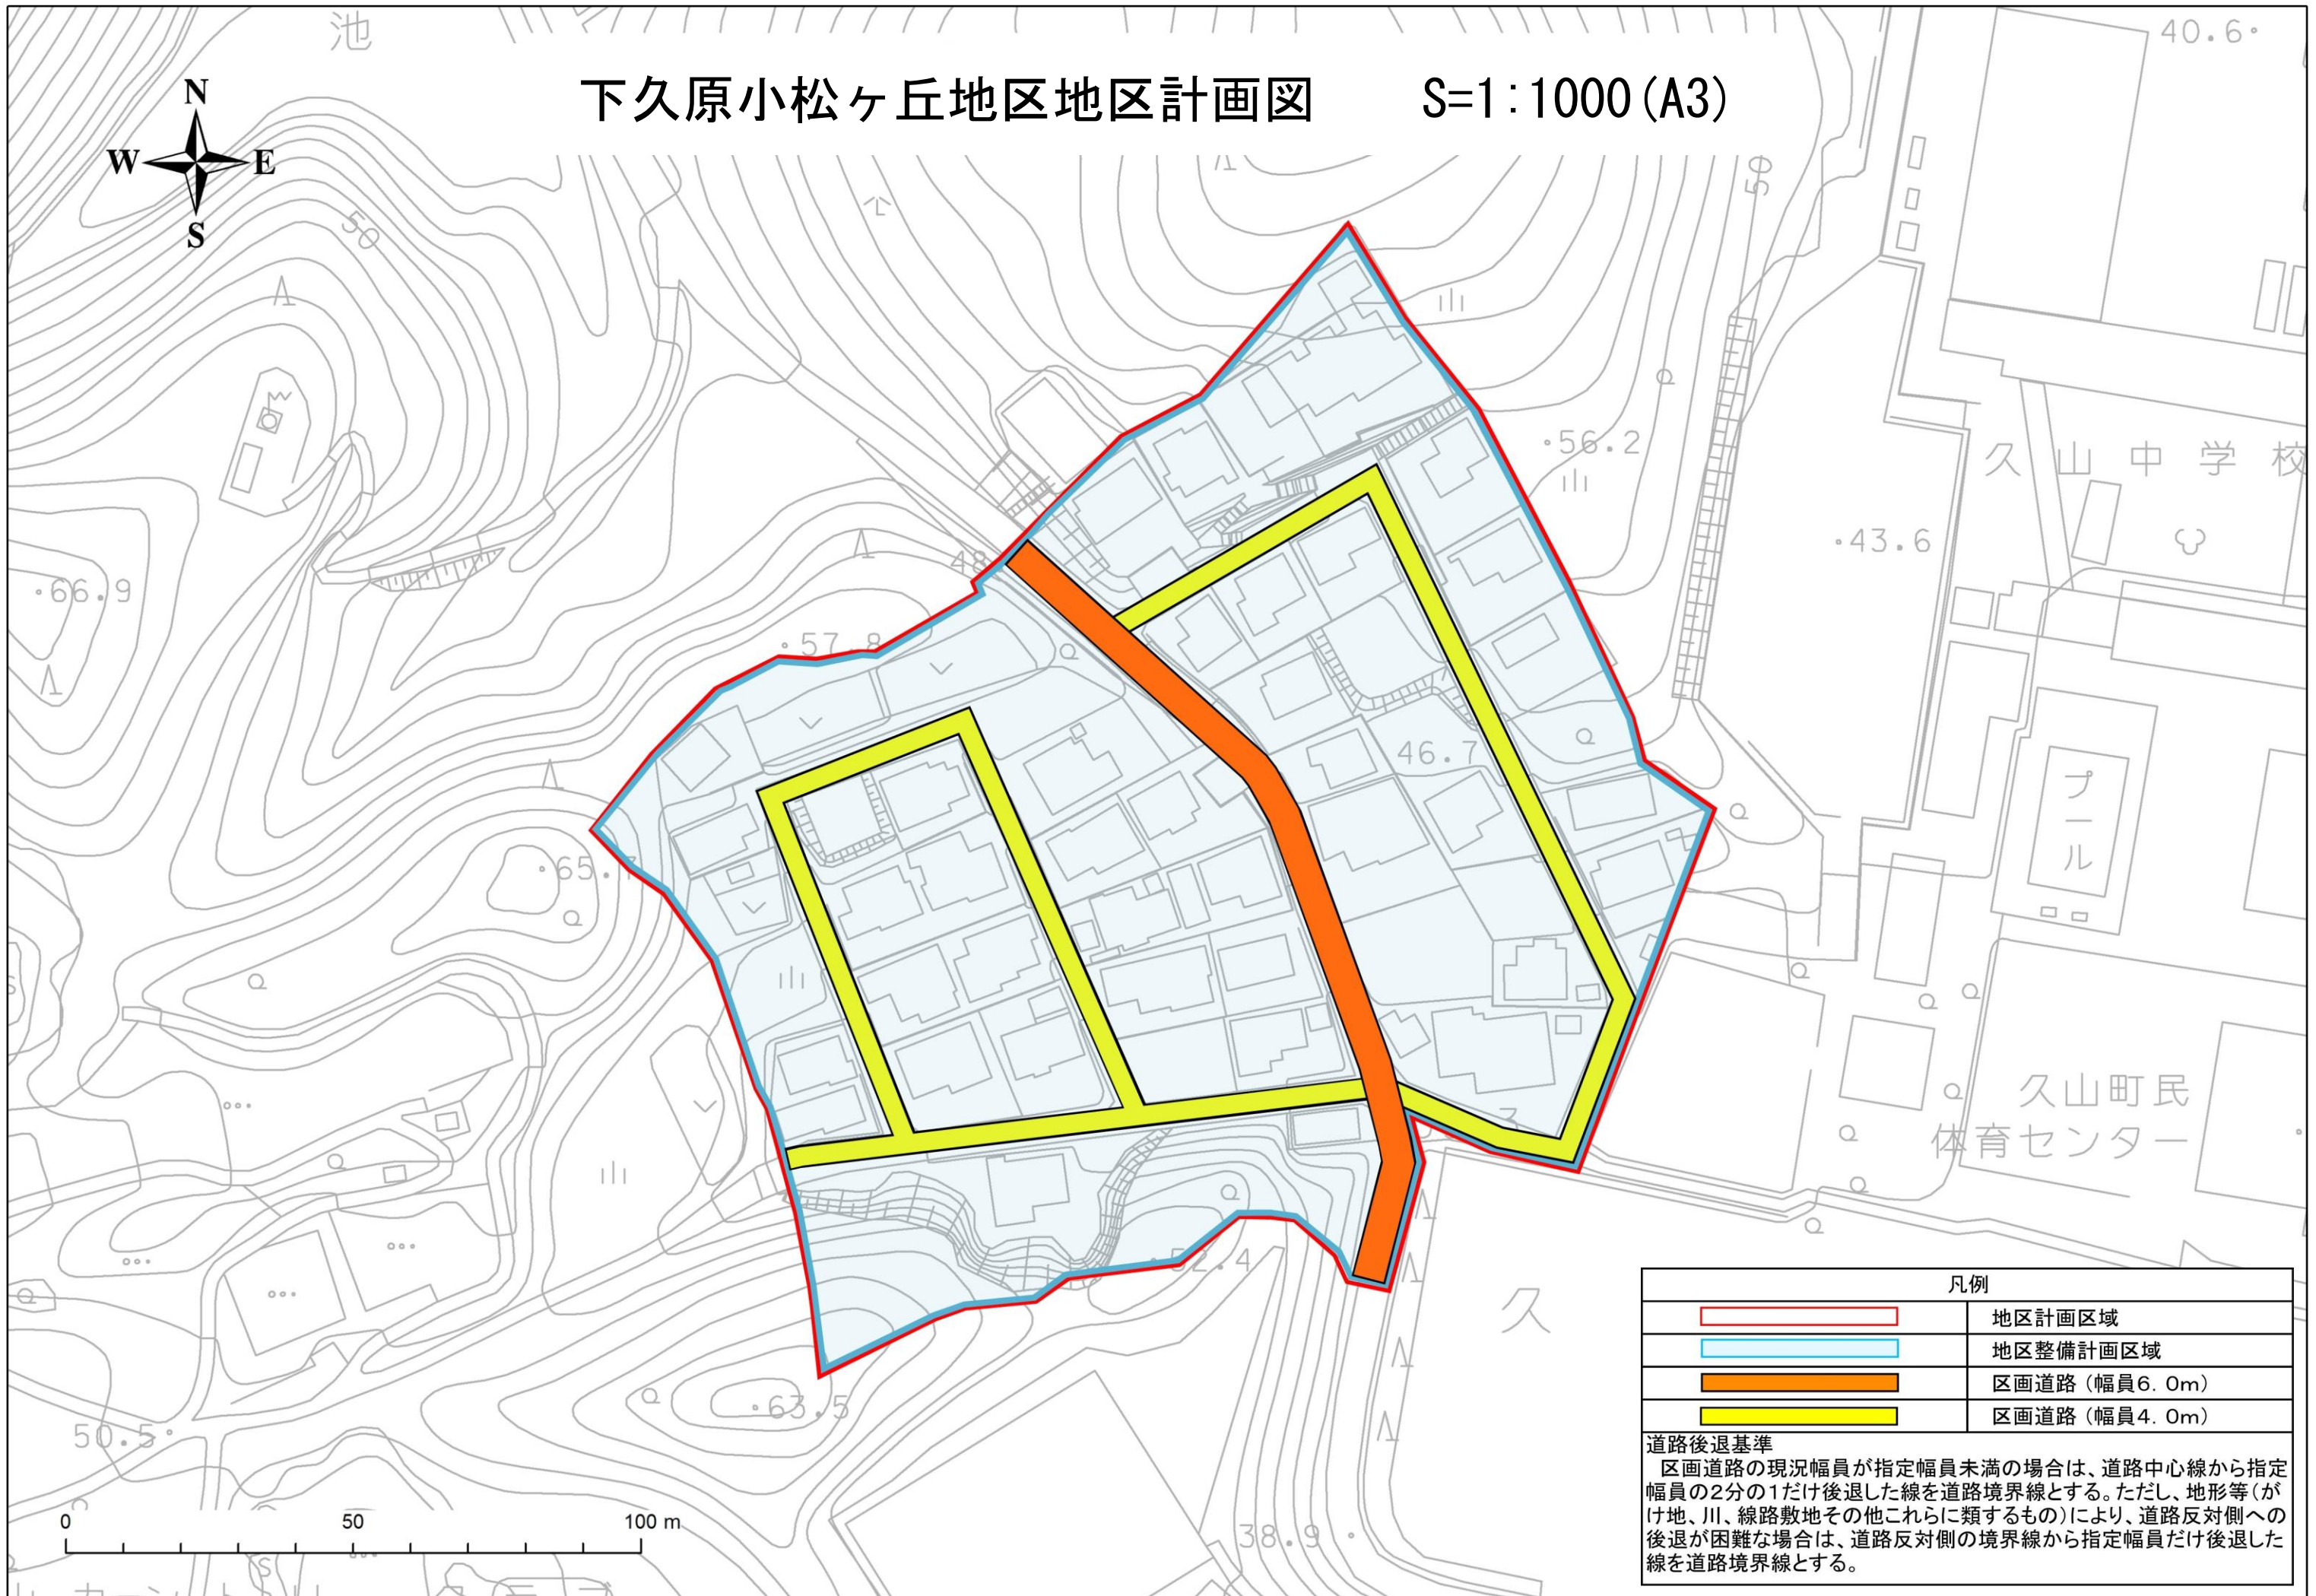 池
40.6
下久原小松ヶ丘地区地区計画図　　S=1:1000(A3)
N
W E
S
50
50
56.2
久山中学校
43.6
48
66.9
57.8
46.7
プール
65.7
久山町民
体育センター
3
52.4
久
63.5
50.5
38.9
0 50 100 m
凡例
地区計画区域
地区整備計画区域
区画道路（幅員6．0m）
区画道路（幅員4．0m）
道路後退基準
　区画道路の現況幅員が指定幅員未満の場合は、道路中心線から指定
幅員の2分の1だけ後退した線を道路境界線とする。ただし、地形等（が
け地、川、線路敷地その他これらに類するもの）により、道路反対側への
後退が困難な場合は、道路反対側の境界線から指定幅員だけ後退した
線を道路境界線とする。